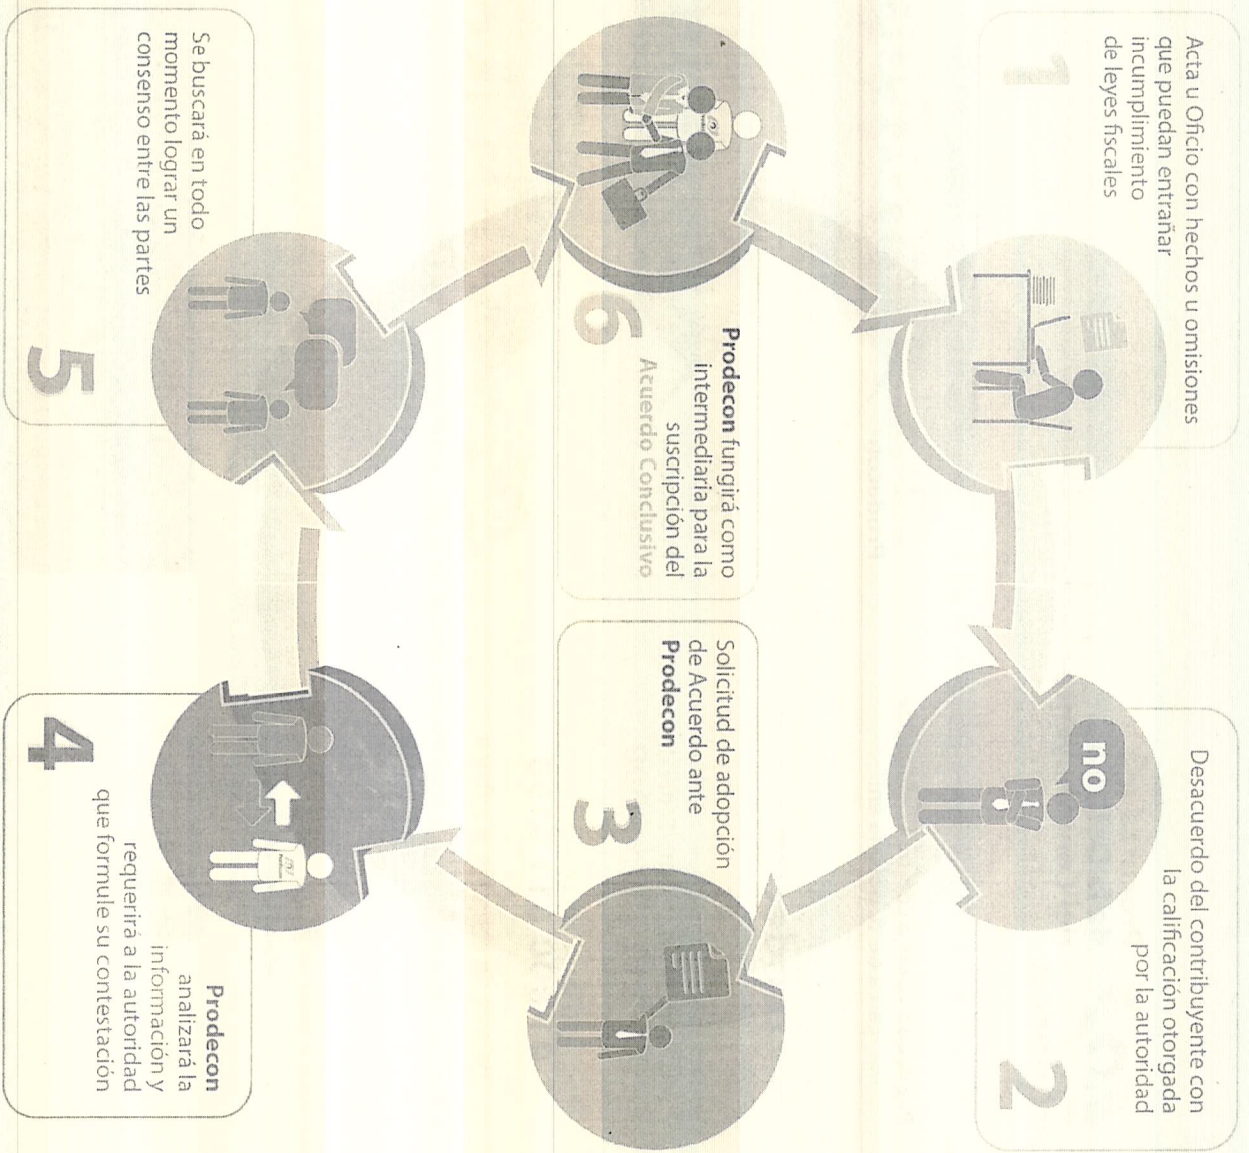 1
Acta u Oficio con hechos u omisiones
que puedan entrañar
incumplimiento
de leyes fiscales
no
Desacuerdo del contribuyente con
la calificación otorgada
por la autoridad
2
Solicitud de adopción
de Acuerdo ante
Prodecon
3
Prodecon
analizará la
información y
requerirá a la autoridad
que formule su contestación
4
Se buscará en todo
momento lograr un
consenso entre las partes
5
Prodecon fungirá como
intermediaria para la
suscripción del
Acuerdo Conclusivo
6